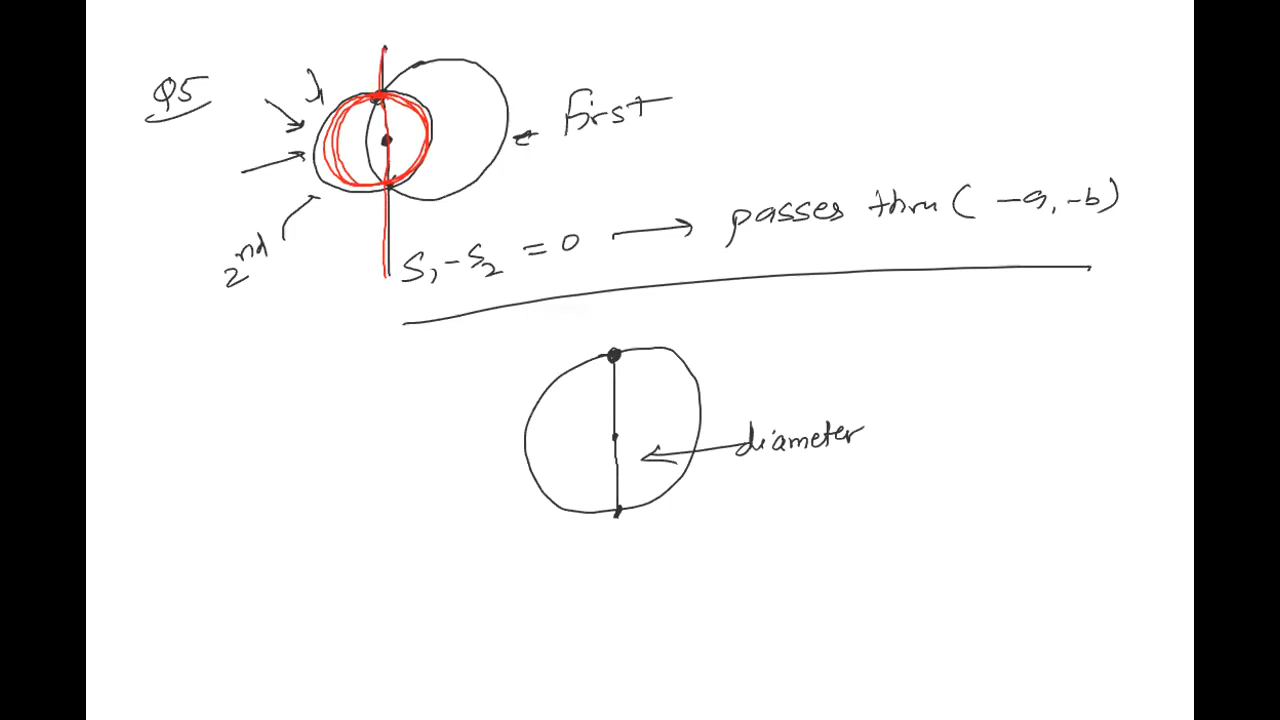 Q5
first
2nd
S1 - S2 = 0 → passes thru (-a, -b)
diameter